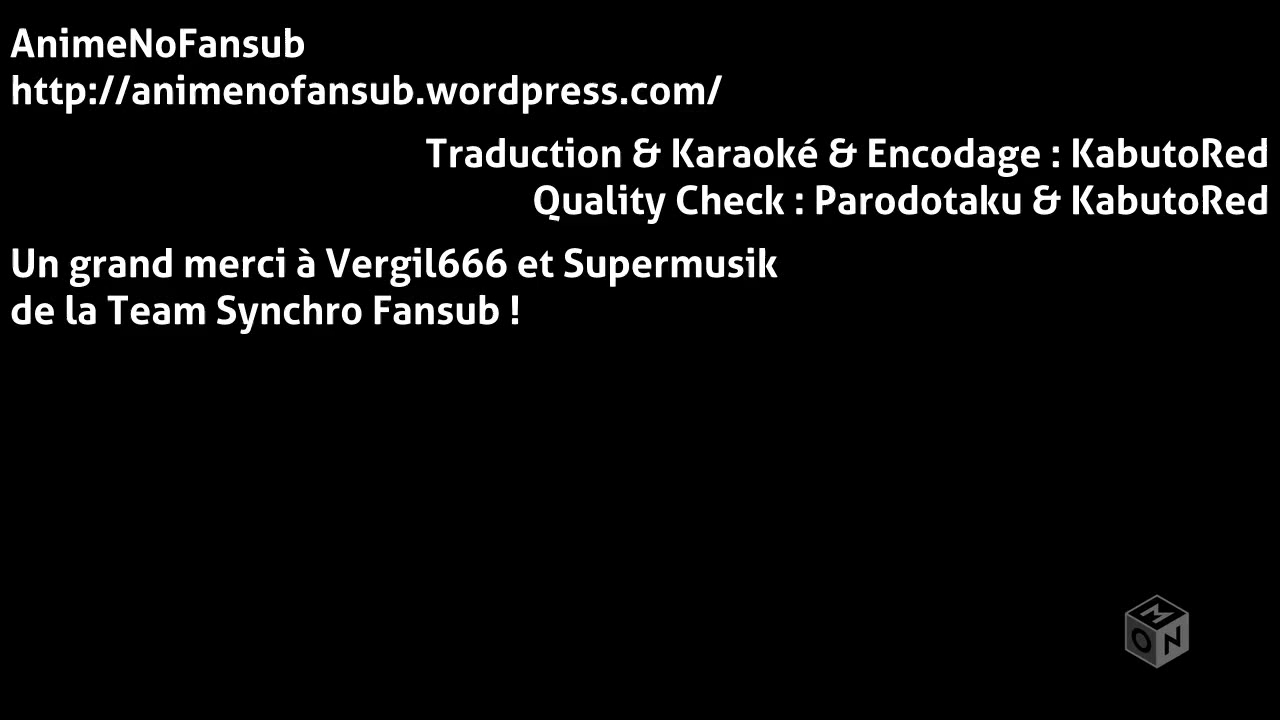 AnimeNoFansub
http://animenofansub.wordpress.com/
Traduction & Karaoké & Encodage : KabutoRed
Quality Check : Parodotaku & KabutoRed
Un grand merci à Vergil666 et Supermusik
de la Team Synchro Fansub !
M
O N